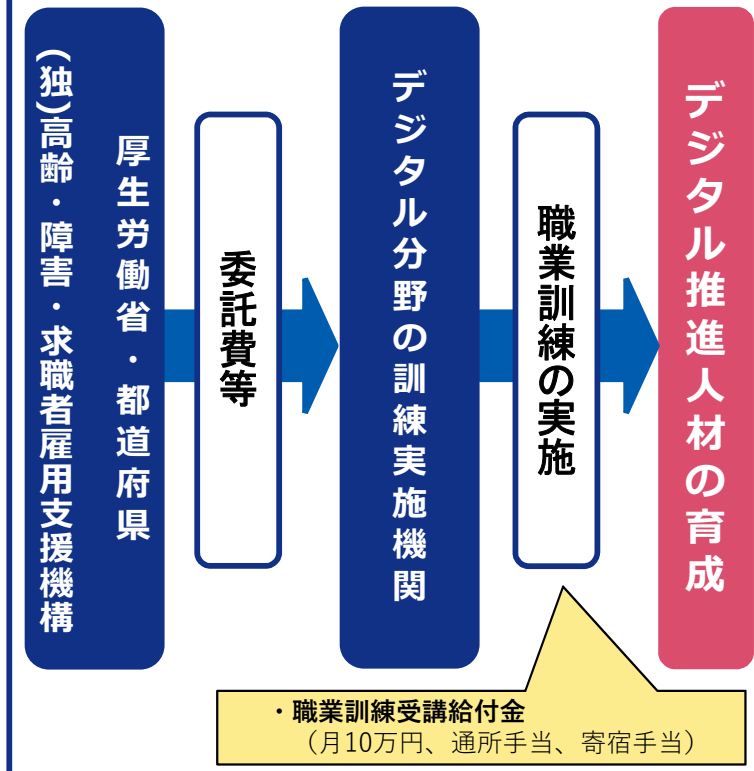 厚生労働省・都道府県
(独)高齢・障害・求職者雇用支援機構
委託費等
デジタル分野の訓練実施機関
職業訓練の実施
デジタル推進人材の育成
・職業訓練受講給付金
（月10万円、通所手当、寄宿手当）